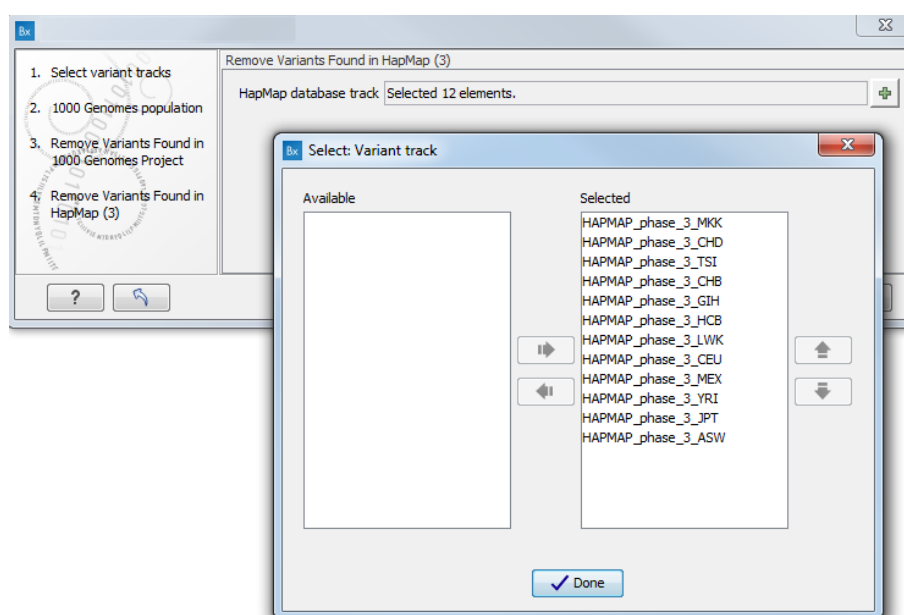 Bx
1. Select variant tracks
2. 1000 Genomes population
3. Remove Variants Found in
1000 Genomes Project
4. Remove Variants Found in
HapMap (3)
?
Remove Variants Found in HapMap (3)
HapMap database track Selected 12 elements.
Bx Select: Variant track
Available
Selected
HAPMAP_phase_3_MKK
HAPMAP_phase_3_CHD
HAPMAP_phase_3_TSI
HAPMAP_phase_3_CHB
HAPMAP_phase_3_GIH
HAPMAP_phase_3_HCB
HAPMAP_phase_3_LWK
HAPMAP_phase_3_CEU
HAPMAP_phase_3_MEX
HAPMAP_phase_3_YRI
HAPMAP_phase_3_JPT
HAPMAP_phase_3_ASW
Done